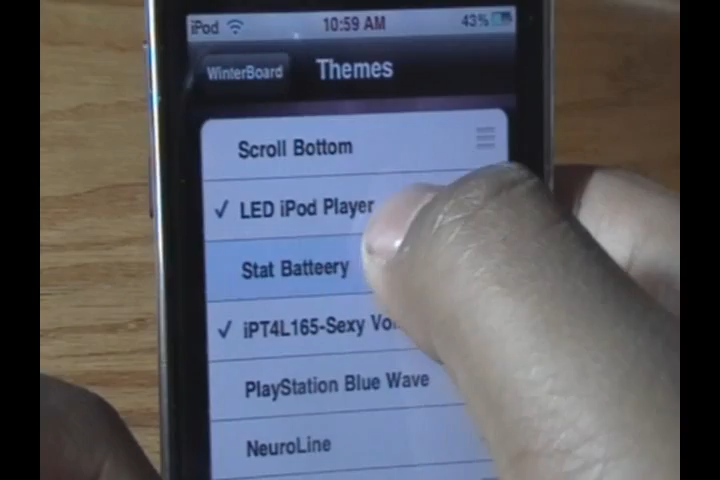 iPod 10:59 AM 43%
WinterBoard Themes
Scroll Bottom
LED iPod Player
Stat Batteery
iPT4L165-Sexy
PlayStation Blue Wave
NeuroLine